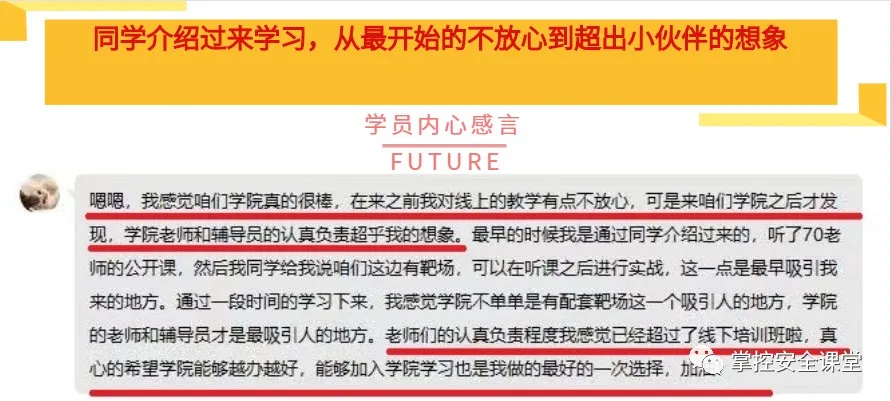 同学介绍过来学习，从最开始的不放心到超出小伙伴的想象
学员内心感言
FUTURE
嗯嗯，我感觉咱们学院真的很棒，在来之前我对线上的教学有点不放心，可是来咱们学院之后才发
现，学院老师和辅导员的认真负责超乎我的想象。最早的时候我是通过同学介绍过来的，听了70老
师的公开课，然后我同学给我说咱们这边有靶场，可以在听课之后进行实战，这一点是最早吸引我
来的地方。通过一段时间的学习下来，我感觉学院不单单是有配套靶场这一个吸引人的地方，学院
的老师和辅导员才是最吸引人的地方。老师们的认真负责程度我感觉已经超过了线下培训班啦，真
心的希望学院能够越办越好，能够加入学院学习也是我做的最好的一次选择，加
掌控安全课堂